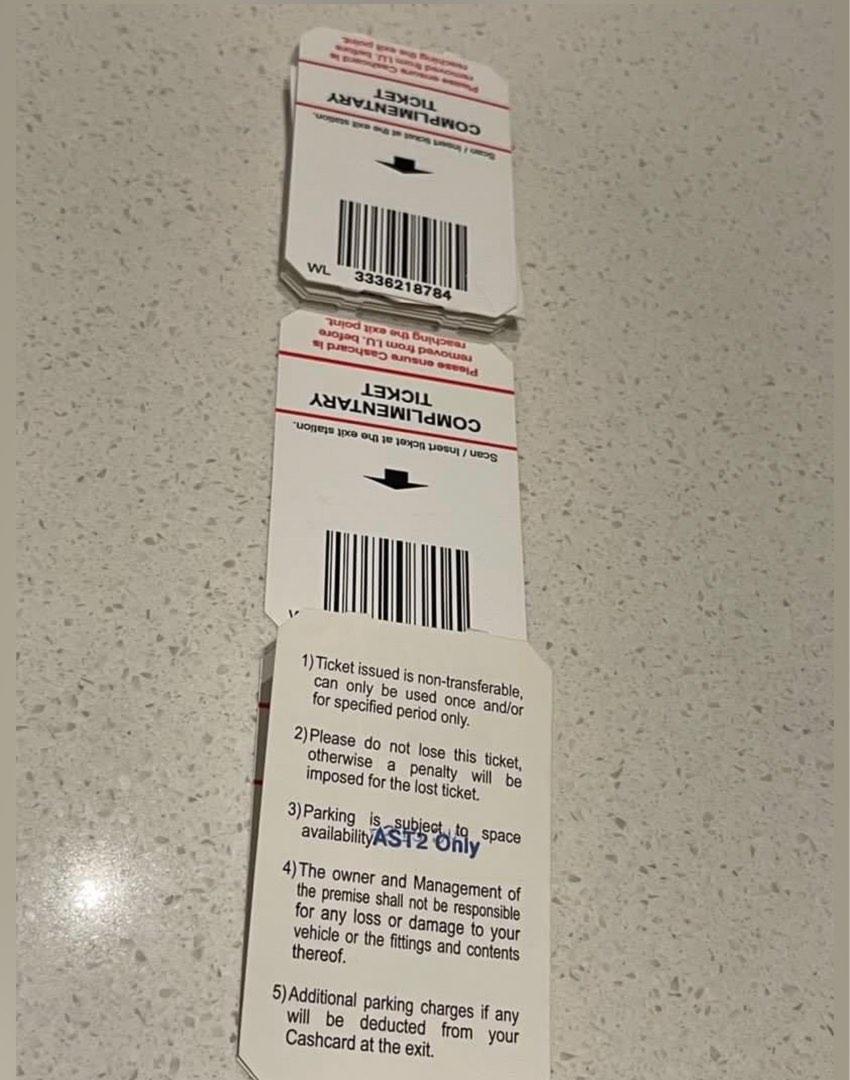 Please ensure Cashcard is
removed from I.U. before
reaching the exit point.
COMPLIMENTARY
TICKET
Scan / Insert ticket at the exit station.
WL 3336218784
Please ensure Cashcard is
removed from I.U. before
reaching the exit point.
COMPLIMENTARY
TICKET
Scan / Insert ticket at the exit station.
1) Ticket issued is non-transferable,
can only be used once and/or
for specified period only.
2) Please do not lose this ticket,
otherwise a penalty will be
imposed for the lost ticket.
3) Parking is subject to space
availability
AST2 Only
4) The owner and Management of
the premise shall not be responsible
for any loss or damage to your
vehicle or the fittings and contents
thereof.
5) Additional parking charges if any
will be deducted from your
Cashcard at the exit.